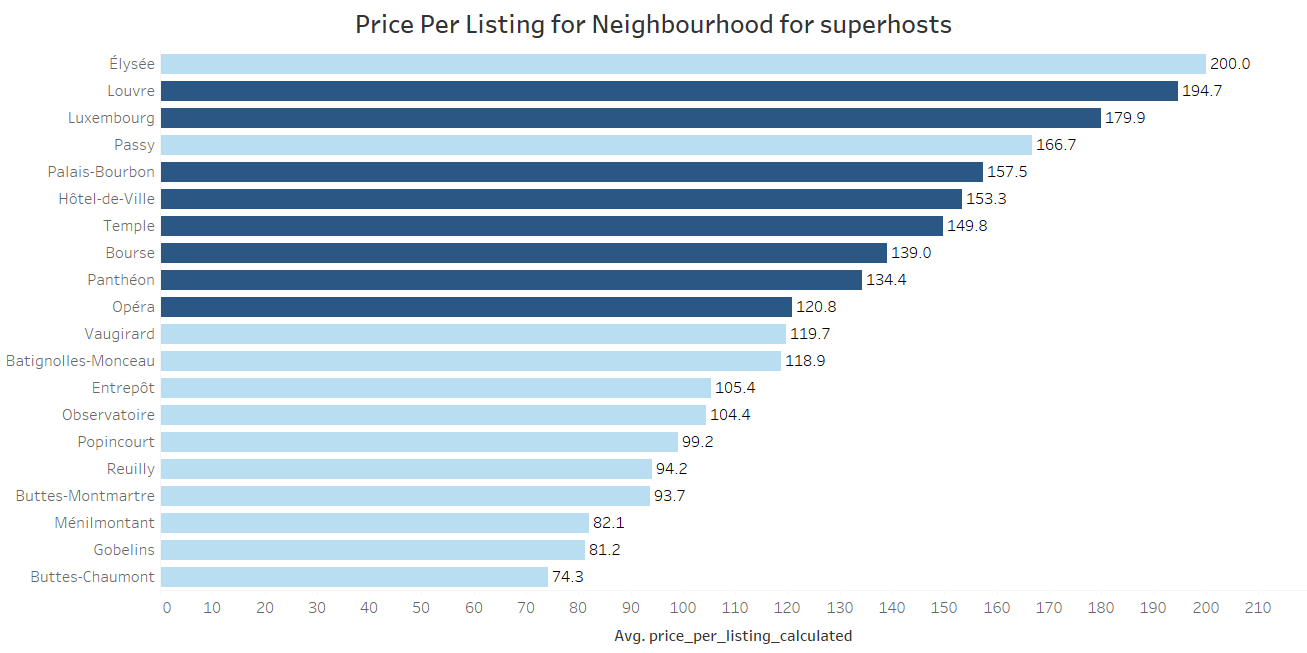 Price Per Listing for Neighbourhood for superhosts
Élysée 200.0
Louvre 194.7
Luxembourg 179.9
Passy 166.7
Palais-Bourbon 157.5
Hôtel-de-Ville 153.3
Temple 149.8
Bourse 139.0
Panthéon 134.4
Opéra 120.8
Vaugirard 119.7
Batignolles-Monceau 118.9
Entrepôt 105.4
Observatoire 104.4
Popincourt 99.2
Reuilly 94.2
Buttes-Montmartre 93.7
Ménilmontant 82.1
Gobelins 81.2
Buttes-Chaumont 74.3
0 10 20 30 40 50 60 70 80 90 100 110 120 130 140 150 160 170 180 190 200 210
Avg. price_per_listing_calculated